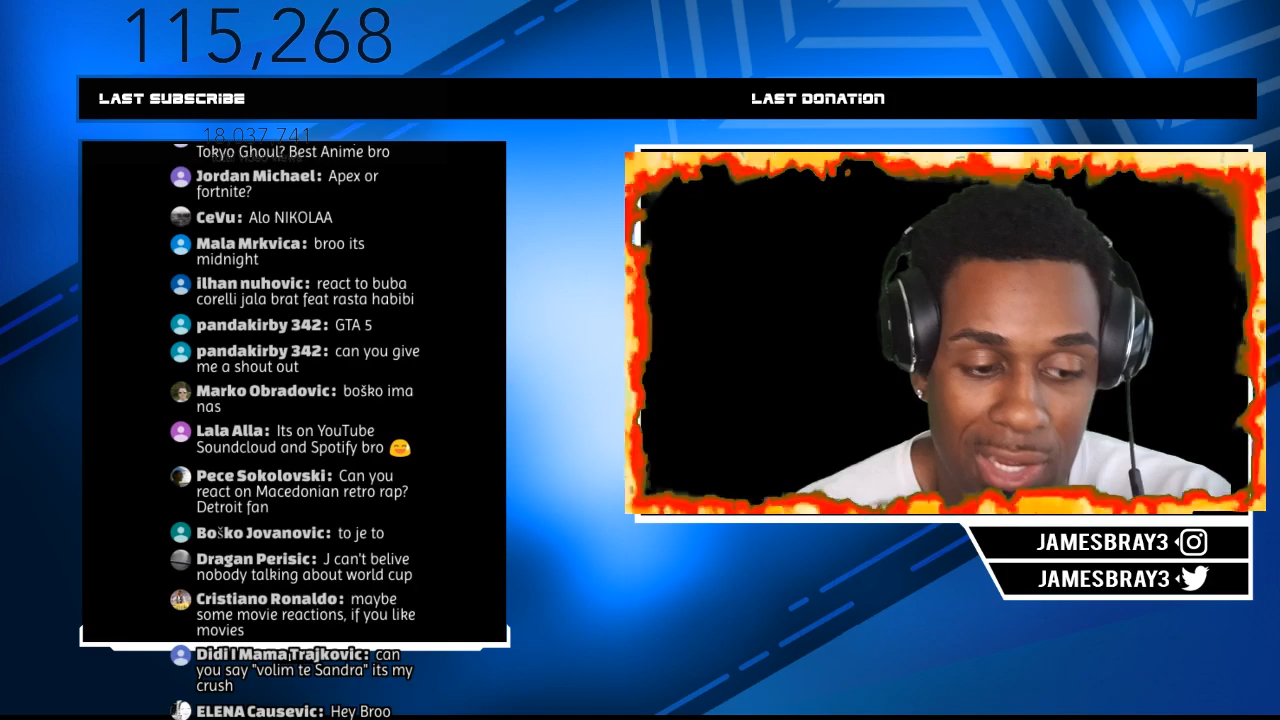 115,268
LAST SUBSCRIBE
LAST DONATION
18,037,741
Tokyo Ghoul? Best Anime bro
Jordan Michael: Apex or
fortnite?
CeVu: Alo NIKOLAA
Mala Mrkvica: broo its
midnight
ilhan nuhovic: react to buba
corelli jala brat feat rasta habibi
pandakirby 342: GTA 5
pandakirby 342: can you give
me a shout out
Marko Obradovic: boško ima
nas
Lala Alla: Its on YouTube
Soundcloud and Spotify bro
Pece Sokolovski: Can you
react on Macedonian retro rap?
Detroit fan
Boško Jovanovic: to je to
Dragan Perisic: J can't belive
nobody talking about world cup
Cristiano Ronaldo: maybe
some movie reactions, if you like
movies
Didi I Mama Trajkovic: can
you say "volim te Sandra" its my
crush
ELENA Causevic: Hey Broo
JAMESBRAY3
JAMESBRAY3